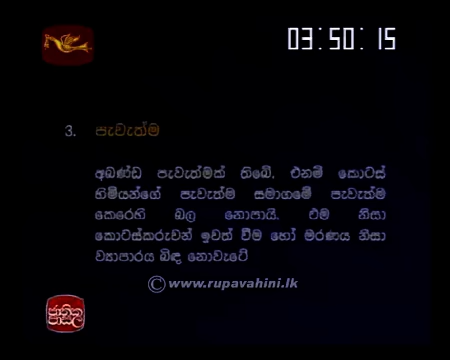 03:50:15
3. පැවැත්ම
අඛණ්ඩ පැවැත්මක් තිබේ, එනම් කොටස්
හිමියන්ගේ පැවැත්ම සමාගමේ පැවැත්ම
කෙරෙහි බල නොපායි. එම නිසා
කොටස්කරුවන් ඉවත් වීම හෝ මරණය නිසා
ව්‍යාපාරය බිඳ නොවැටේ
© www.rupavahini.lk
ජාතික
පාසල